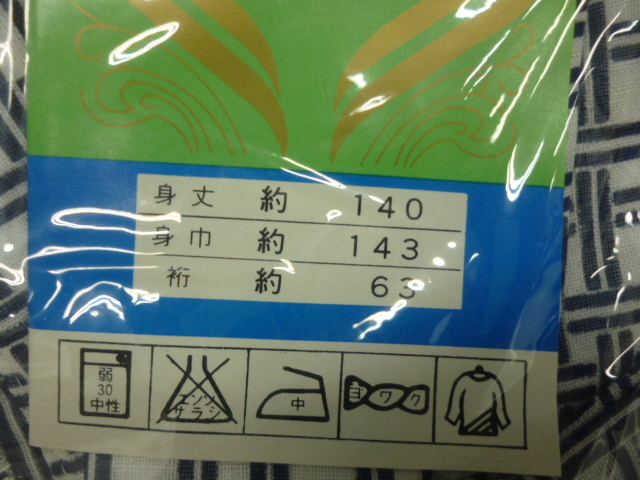 身丈 約 140
身巾 約 143
裄 約 63
弱
30
中性
エンソ
サラシ
中
ヨワク